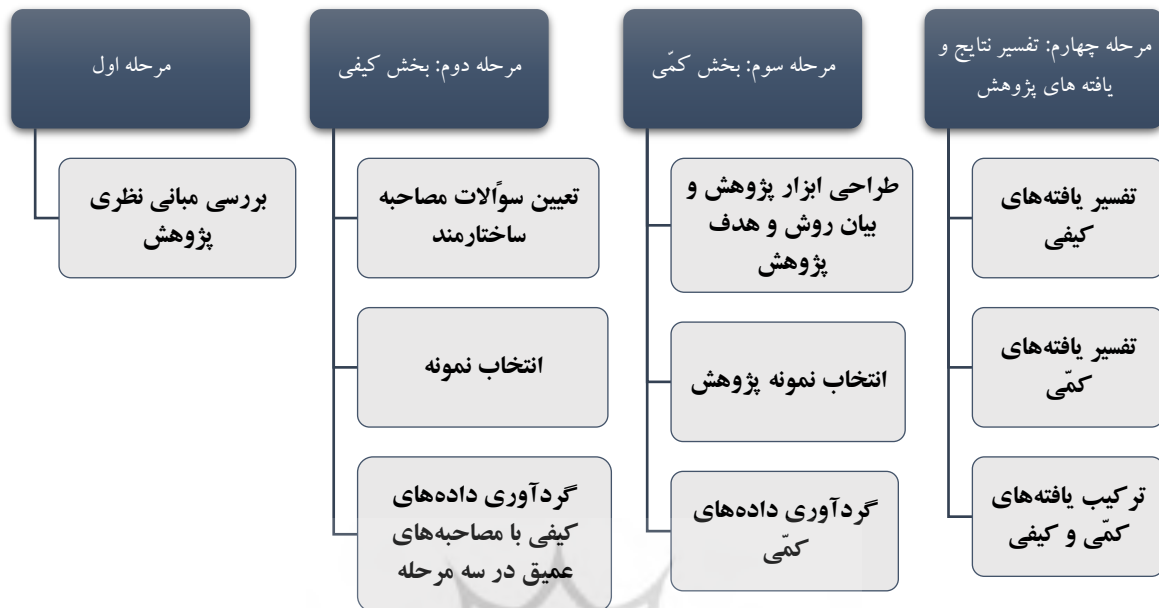 مرحله اول
بررسی مبانی نظری
پژوهش
مرحله دوم: بخش کیفی
تعیین سوًالات مصاحبه
ساختارمند
انتخاب نمونه
گردآوری داده‌های
کیفی با مصاحبه‌های
عمیق در سه مرحله
مرحله سوم: بخش کمّی
طراحی ابزار پژوهش و
بیان روش و هدف
پژوهش
انتخاب نمونه پژوهش
گردآوری داده‌های
کمّی
مرحله چهارم: تفسیر نتایج و
یافته های پژوهش
تفسیر یافته‌های
کیفی
تفسیر یافته‌های
کمّی
ترکیب یافته‌های
کمّی و کیفی